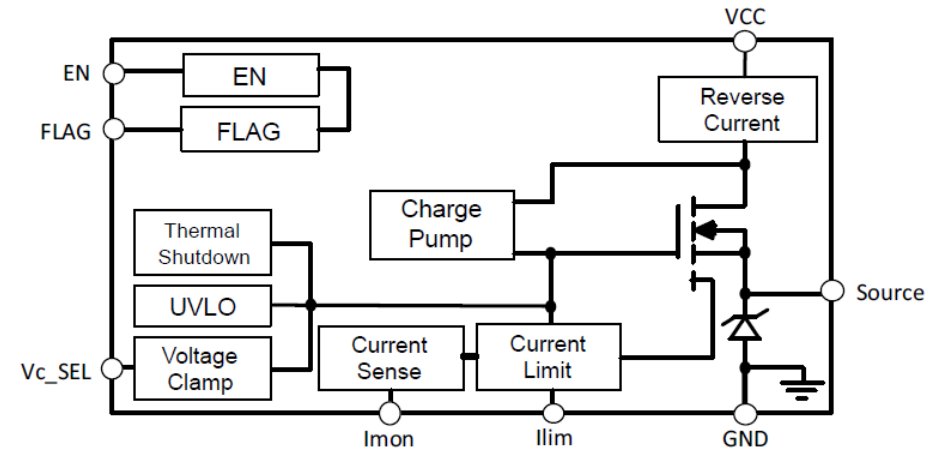 VCC
EN
EN
Reverse
Current
FLAG
FLAG
Charge
Pump
Thermal
Shutdown
Source
UVLO
Vc_SEL
Voltage
Clamp
Current
Sense
Current
Limit
Imon
Ilim
GND